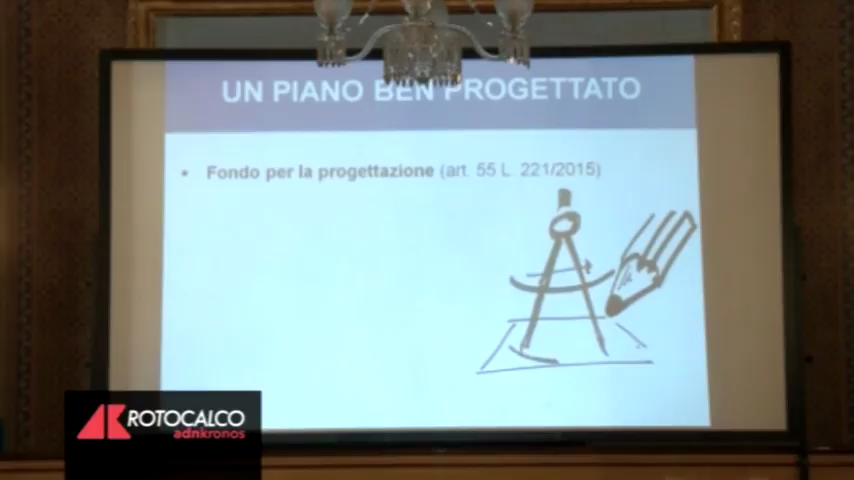 UN PIANO BEN PROGETTATO
• Fondo per la progettazione (art. 55 L. 221/2015)
ROTOCALCO
adnkronos